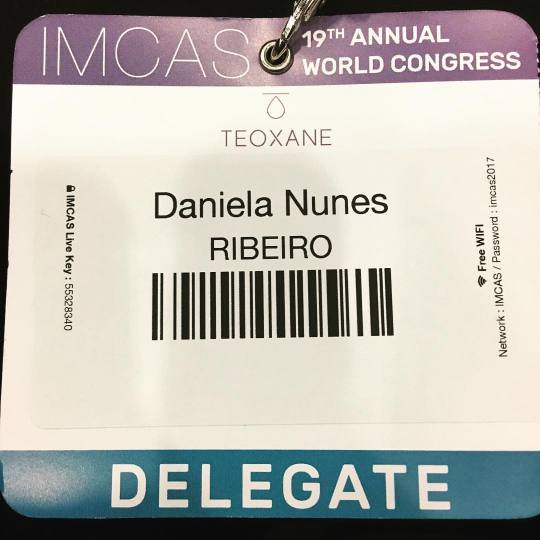 IMCAS
19TH ANNUAL
WORLD CONGRESS
TEOXANE
Daniela Nunes
RIBEIRO
IMCAS Live Key : 55328340
Free WIFI
Network : IMCAS / Password : imcas2017
DELEGATE